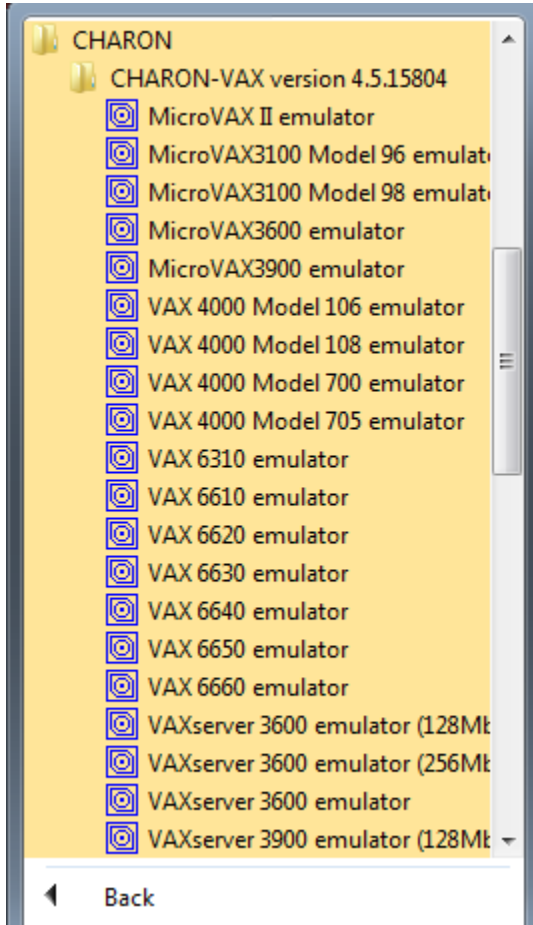 CHARON
CHARON-VAX version 4.5.15804
MicroVAX II emulator
MicroVAX3100 Model 96 emulat
MicroVAX3100 Model 98 emulat
MicroVAX3600 emulator
MicroVAX3900 emulator
VAX 4000 Model 106 emulator
VAX 4000 Model 108 emulator
VAX 4000 Model 700 emulator
VAX 4000 Model 705 emulator
VAX 6310 emulator
VAX 6610 emulator
VAX 6620 emulator
VAX 6630 emulator
VAX 6640 emulator
VAX 6650 emulator
VAX 6660 emulator
VAXserver 3600 emulator (128Mb
VAXserver 3600 emulator (256Mb
VAXserver 3600 emulator
VAXserver 3900 emulator (128Mb
Back